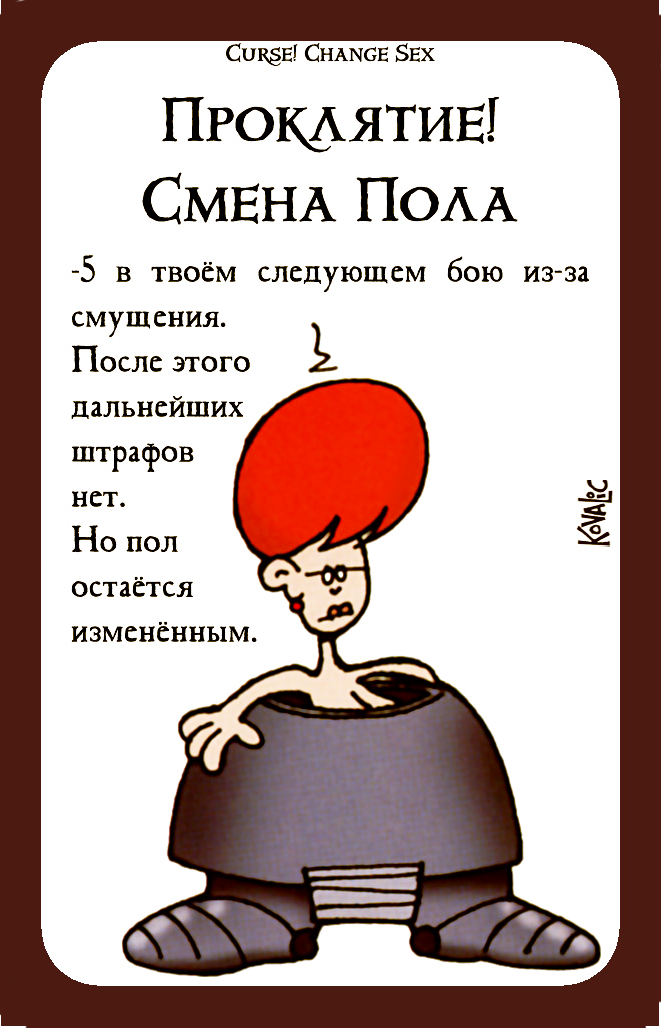 Curse! Change Sex
Проклятие!
Смена Пола
-5 в твоём следующем бою из-за
смущения.
После этого
дальнейших
штрафов
нет.
Но пол
остаётся
изменённым.
Kovalic